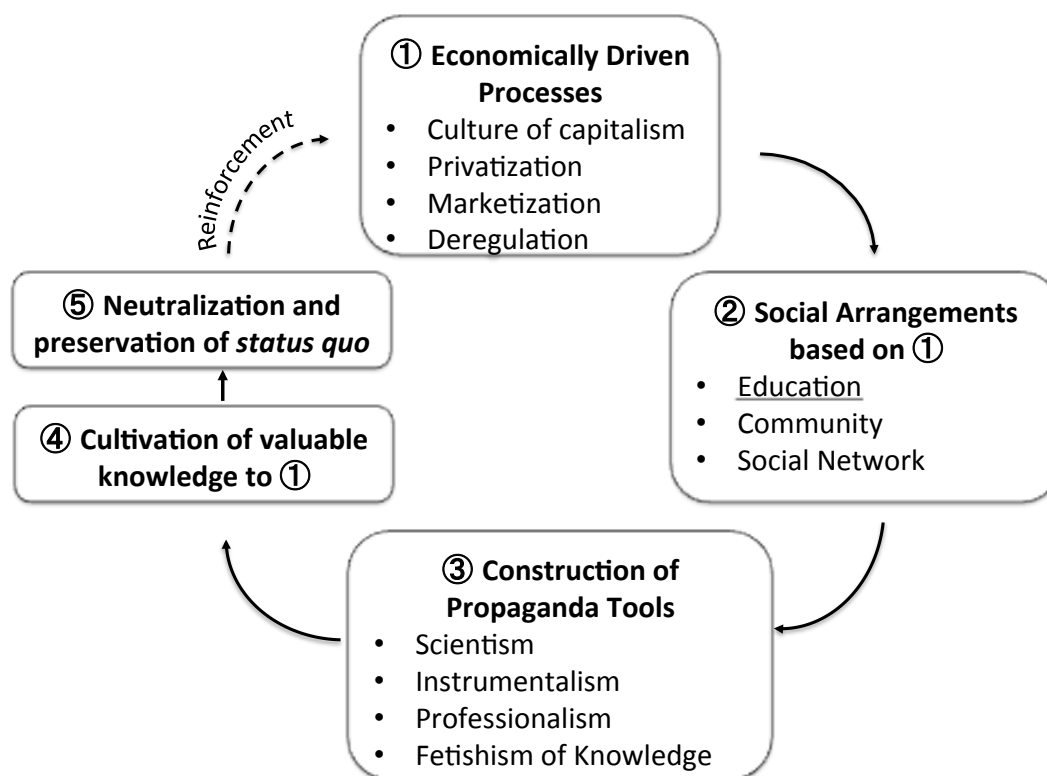 ① Economically Driven
Processes
• Culture of capitalism
• Privatization
• Marketization
• Deregulation
Reinforcement
② Social Arrangements
based on ①
• Education
• Community
• Social Network
③ Construction of
Propaganda Tools
• Scientism
• Instrumentalism
• Professionalism
• Fetishism of Knowledge
④ Cultivation of valuable
knowledge to ①
⑤ Neutralization and
preservation of status quo